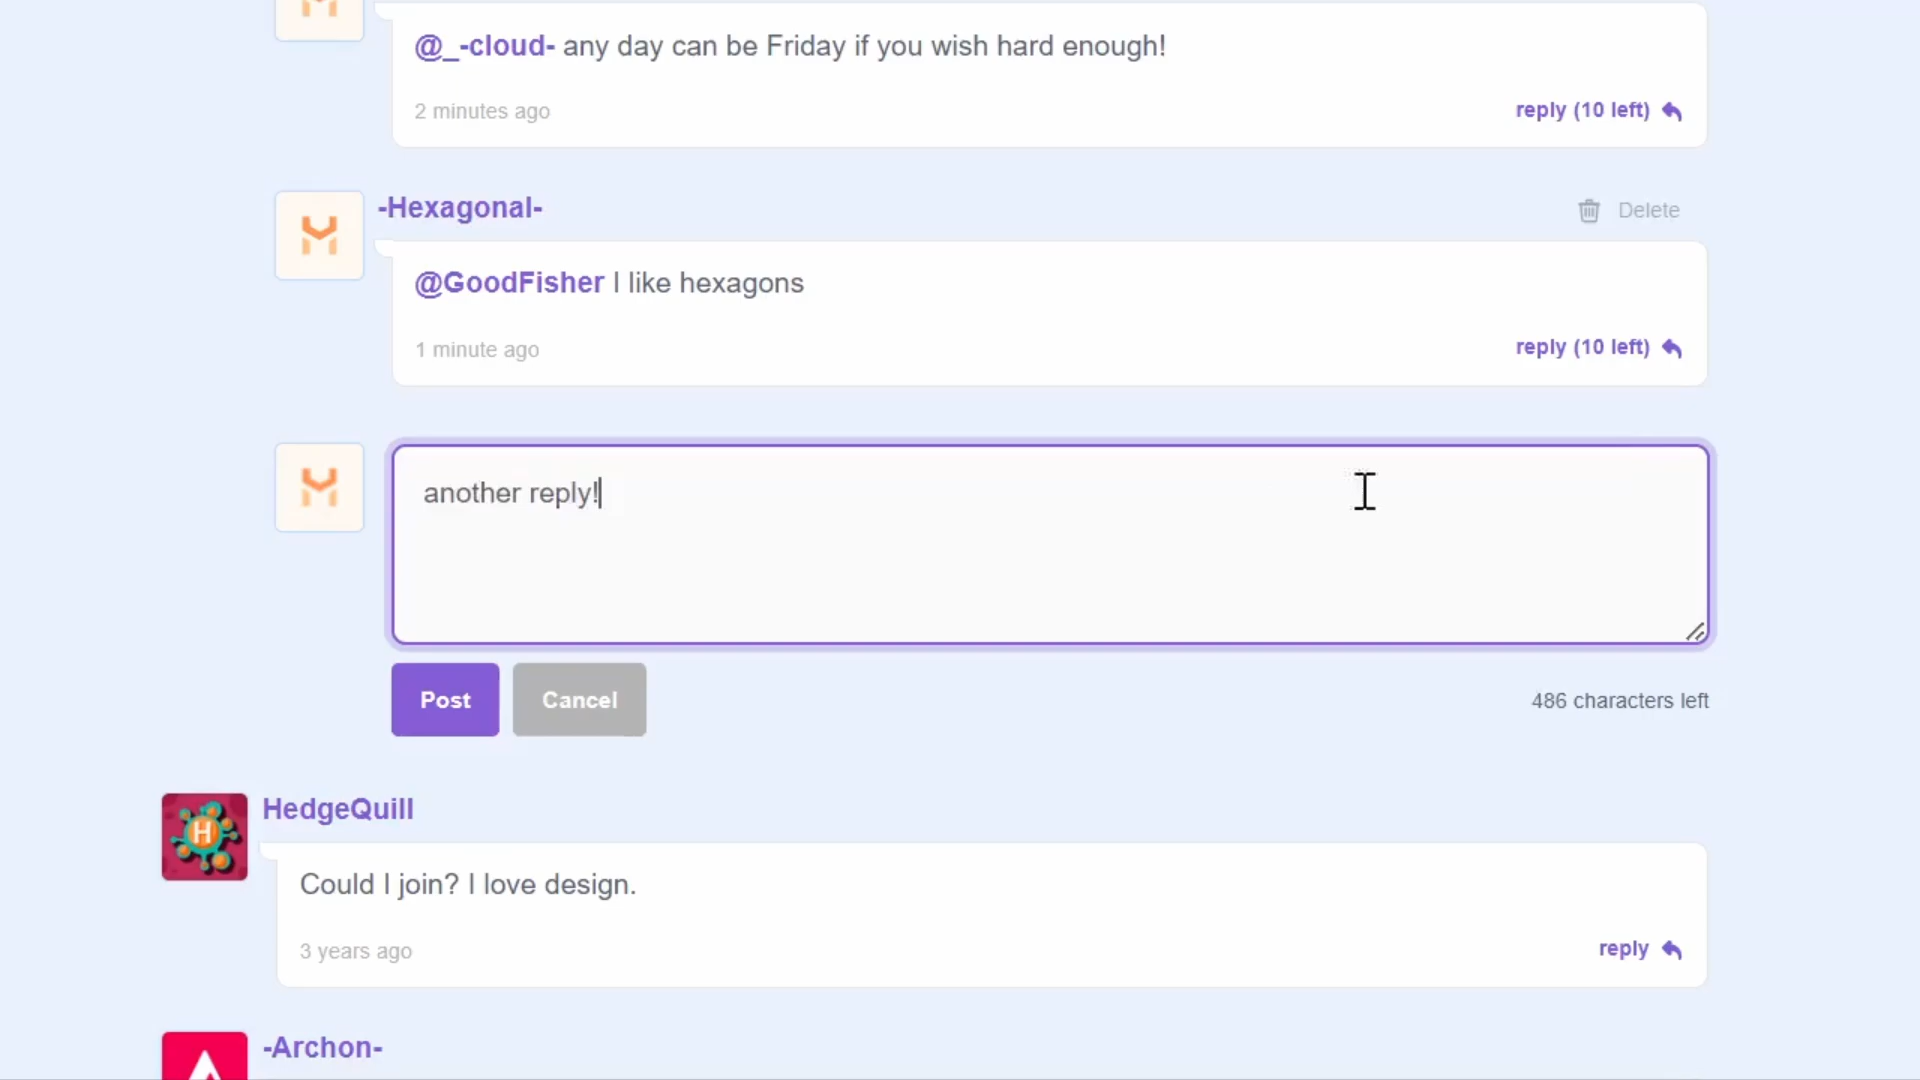 @_-cloud- any day can be Friday if you wish hard enough!
2 minutes ago
reply (10 left)
-Hexagonal-
Delete
@GoodFisher I like hexagons
1 minute ago
reply (10 left)
another reply!
Post
Cancel
486 characters left
HedgeQuill
H
Could I join? I love design.
3 years ago
reply
-Archon-